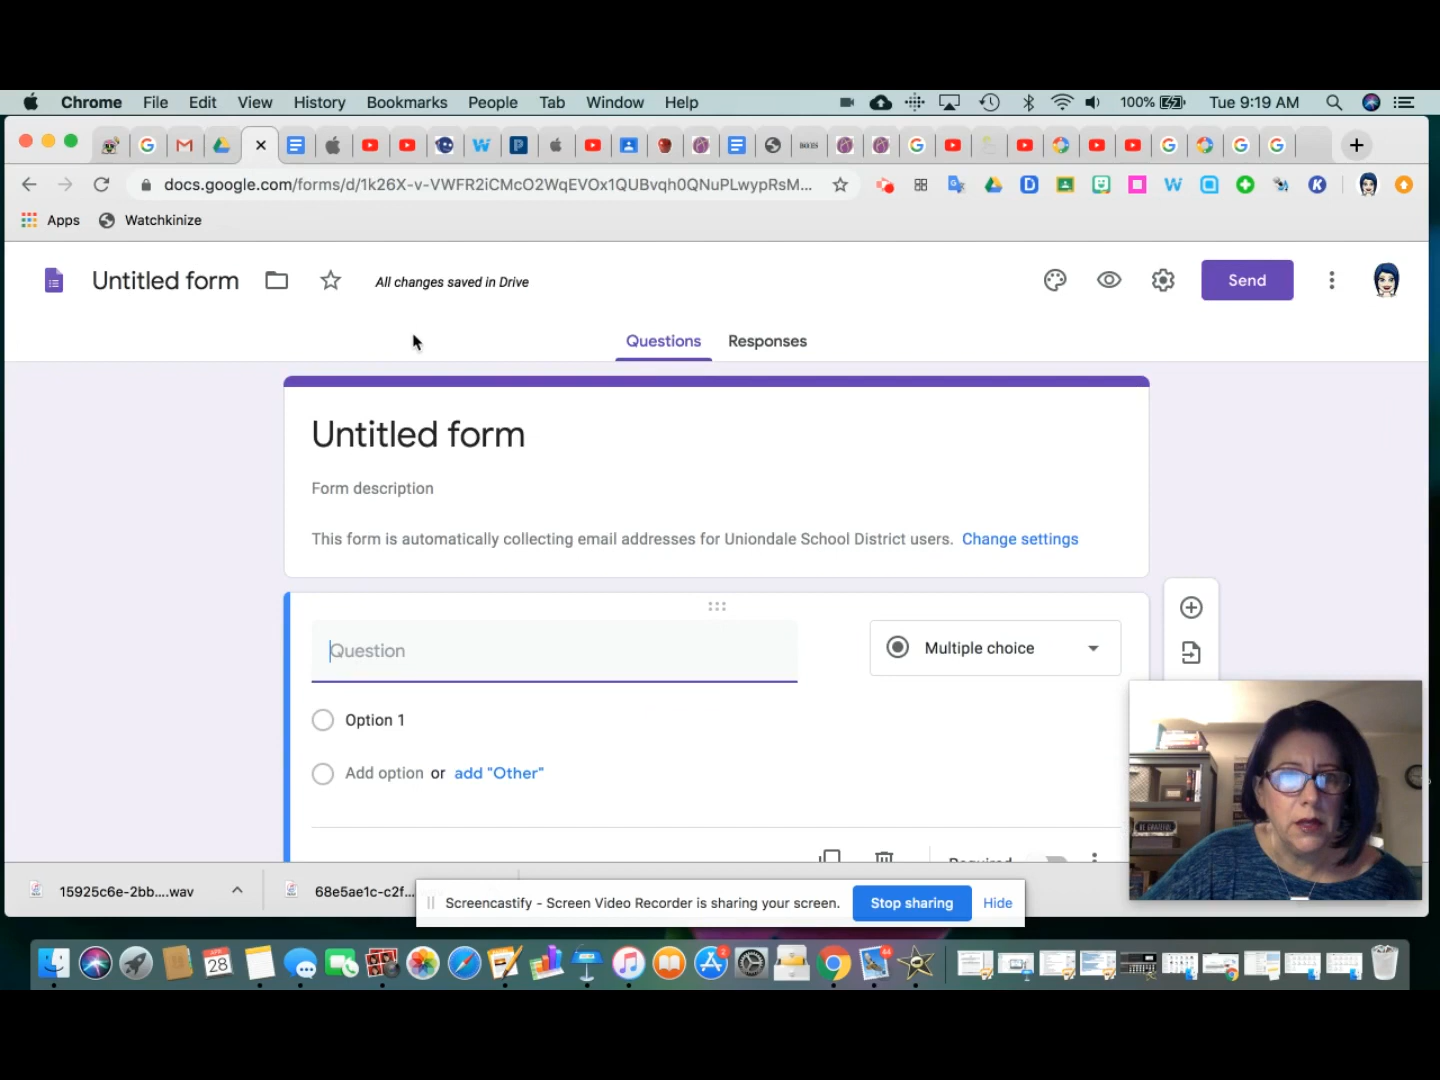 Chrome File Edit View History Bookmarks People Tab Window Help 100% Tue 9:19 AM
docs.google.com/forms/d/1k26X-v-VWFR2iCMcO2WqEVOx1QUBvqh0QNuPLwypRsM...
Apps Watchkinize
Untitled form All changes saved in Drive Send
Questions Responses
Untitled form
Form description
This form is automatically collecting email addresses for Uniondale School District users. Change settings
Question Multiple choice
Option 1
Add option or add "Other"
Required
15925c6e-2bb....wav 68e5ae1c-c2f...
Screencastify - Screen Video Recorder is sharing your screen. Stop sharing Hide
28